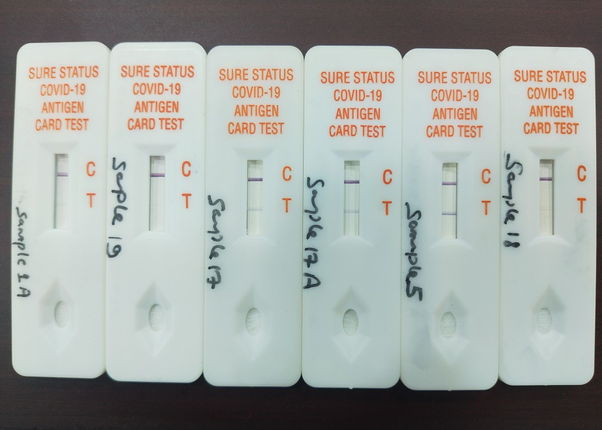 SURE STATUS
COVID-19
ANTIGEN
CARD TEST
C
T
Sample 2A
SURE STATUS
COVID-19
ANTIGEN
CARD TEST
C
T
Saple 19
SURE STATUS
COVID-19
ANTIGEN
CARD TEST
C
T
Sample 17
SURE STATUS
COVID-19
ANTIGEN
CARD TEST
C
T
Sample 17A
SURE STATUS
COVID-19
ANTIGEN
CARD TEST
C
T
Sample 5
SURE STATUS
COVID-19
ANTIGEN
CARD TEST
C
T
Sample 18